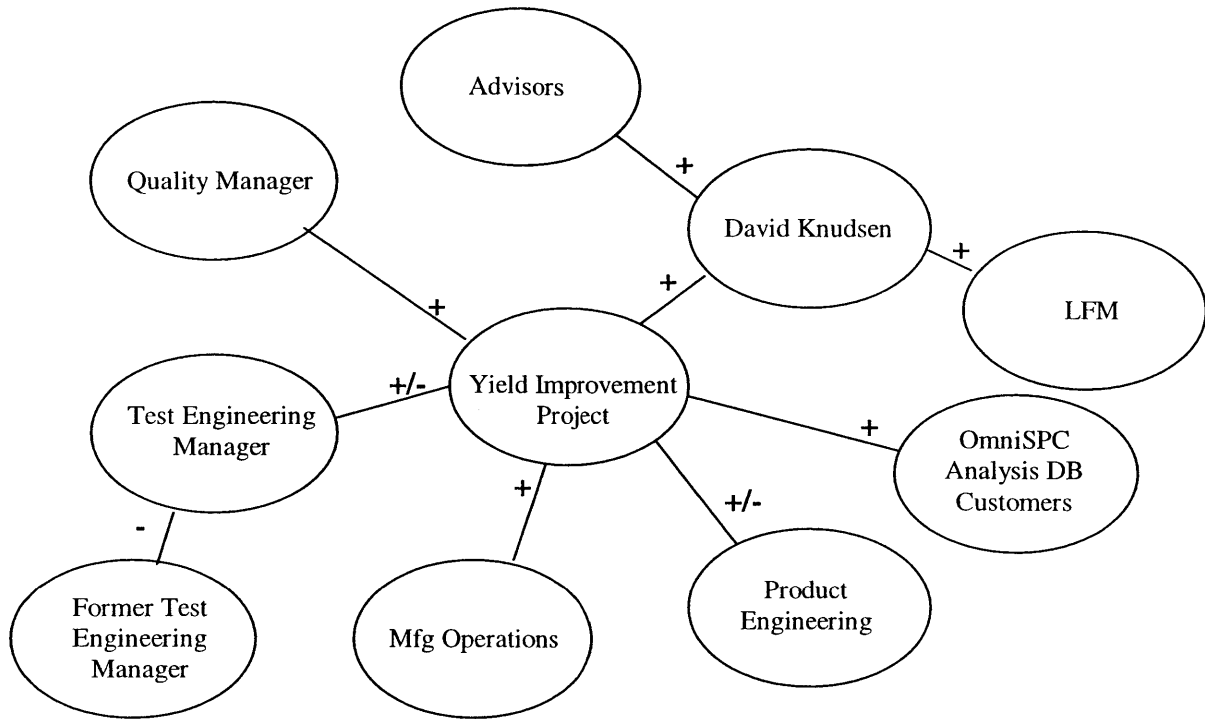 Advisors
+
Quality Manager
David Knudsen
+
+
LFM
+
Yield Improvement
Project
+/-
Test Engineering
Manager
+
OmniSPC
Analysis DB
Customers
+
+/-
-
Former Test
Engineering
Manager
Mfg Operations
Product
Engineering